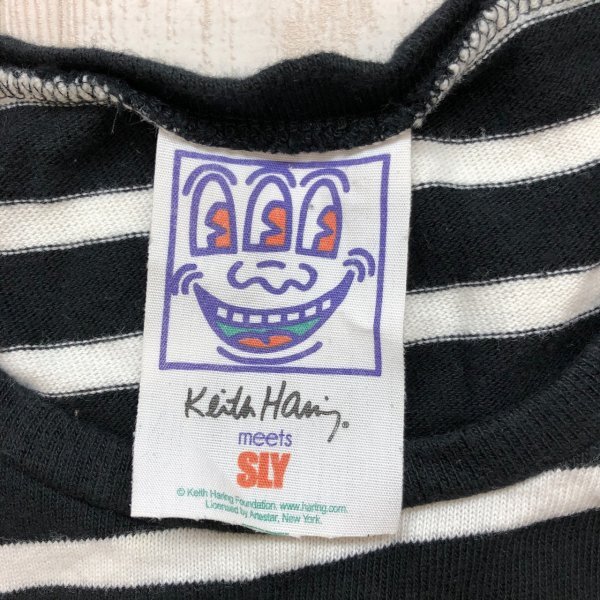 Keith Haring®
meets
SLY
© Keith Haring Foundation. www.haring.com.
Licensed by Artestar, New York.